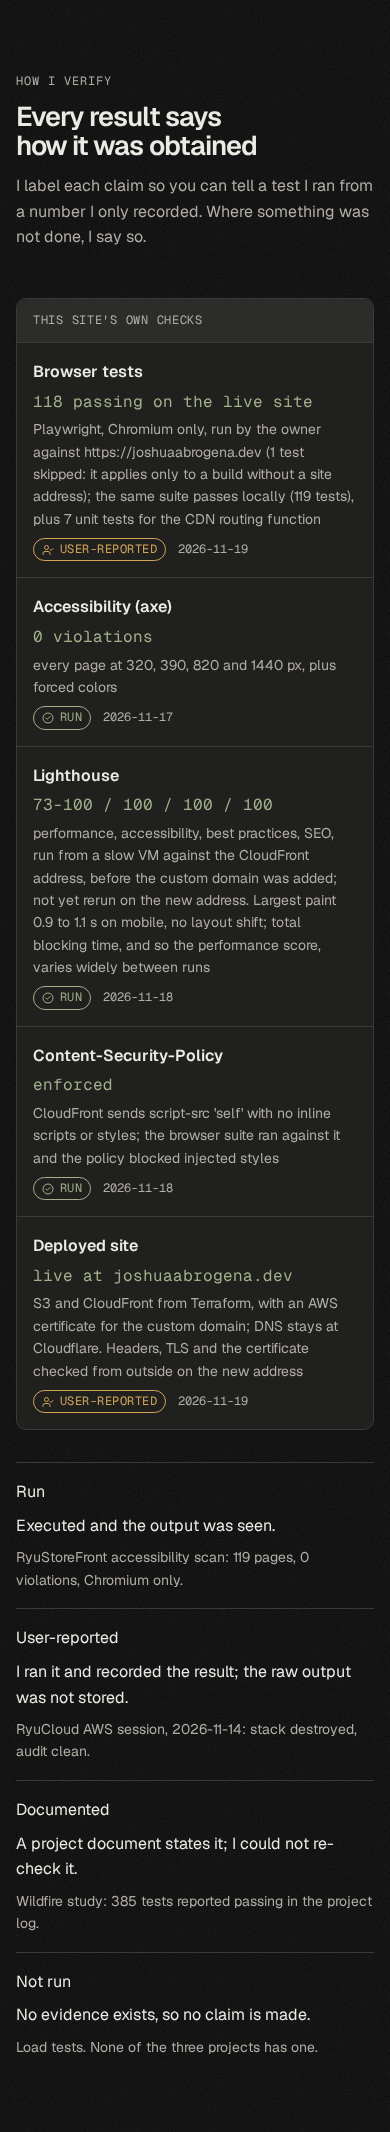 HOW I VERIFY
Every result says
how it was obtained
I label each claim so you can tell a test I ran from
a number I only recorded. Where something was
not done, I say so.
THIS SITE'S OWN CHECKS
Browser tests
118 passing on the live site
Playwright, Chromium only, run by the owner
against https://joshuaabrogena.dev (1 test
skipped: it applies only to a build without a site
address); the same suite passes locally (119 tests),
plus 7 unit tests for the CDN routing function
USER-REPORTED 2026-11-19
Accessibility (axe)
0 violations
every page at 320, 390, 820 and 1440 px, plus
forced colors
RUN 2026-11-17
Lighthouse
73-100 / 100 / 100 / 100
performance, accessibility, best practices, SEO,
run from a slow VM against the CloudFront
address, before the custom domain was added;
not yet rerun on the new address. Largest paint
0.9 to 1.1 s on mobile, no layout shift; total
blocking time, and so the performance score,
varies widely between runs
RUN 2026-11-18
Content-Security-Policy
enforced
CloudFront sends script-src 'self' with no inline
scripts or styles; the browser suite ran against it
and the policy blocked injected styles
RUN 2026-11-18
Deployed site
live at joshuaabrogena.dev
S3 and CloudFront from Terraform, with an AWS
certificate for the custom domain; DNS stays at
Cloudflare. Headers, TLS and the certificate
checked from outside on the new address
USER-REPORTED 2026-11-19
Run
Executed and the output was seen.
RyuStoreFront accessibility scan: 119 pages, 0
violations, Chromium only.
User-reported
I ran it and recorded the result; the raw output
was not stored.
RyuCloud AWS session, 2026-11-14: stack destroyed,
audit clean.
Documented
A project document states it; I could not re-
check it.
Wildfire study: 385 tests reported passing in the project
log.
Not run
No evidence exists, so no claim is made.
Load tests. None of the three projects has one.